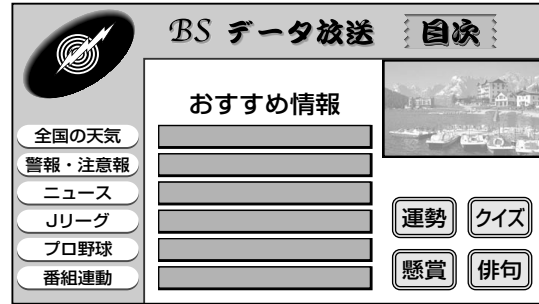 BS データ放送 目次
おすすめ情報
全国の天気
警報・注意報
ニュース
Jリーグ
プロ野球
番組連動
運勢 クイズ
懸賞 俳句